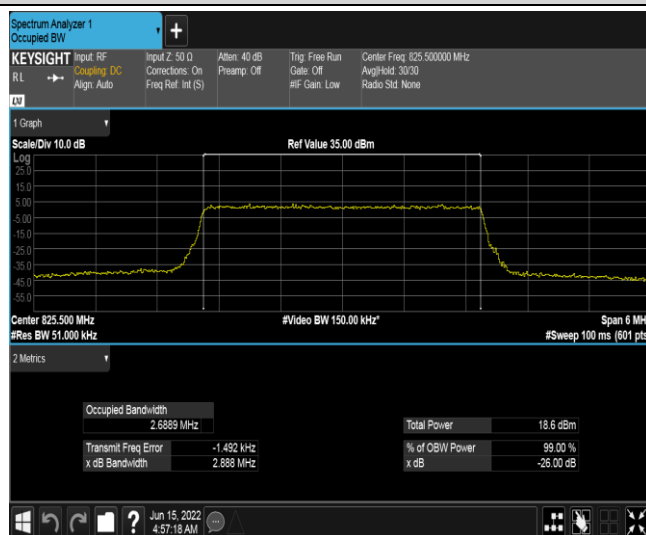 Spectrum Analyzer 1
Occupied BW
+
KEYSIGHT Input: RF Input Z: 50 Ω Atten: 40 dB Trig: Free Run Center Freq: 825.500000 MHz
RL Coupling: DC Corrections: On Preamp: Off Gate: Off Avg|Hold: 30/30
Align: Auto Freq Ref: Int (S) #IF Gain: Low Radio Std: None
LXI
1 Graph
Scale/Div 10.0 dB Ref Value 35.00 dBm
Log
25.0
15.0
5.00
-5.00
-15.0
-25.0
-35.0
-45.0
-55.0
Center 825.500 MHz #Video BW 150.00 kHz* Span 6 MH
#Res BW 51.000 kHz #Sweep 100 ms (601 pts
2 Metrics
Occupied Bandwidth
2.6889 MHz Total Power 18.6 dBm
Transmit Freq Error -1.492 kHz % of OBW Power 99.00 %
x dB Bandwidth 2.888 MHz x dB -26.00 dB
? Jun 15, 2022
4:57:18 AM